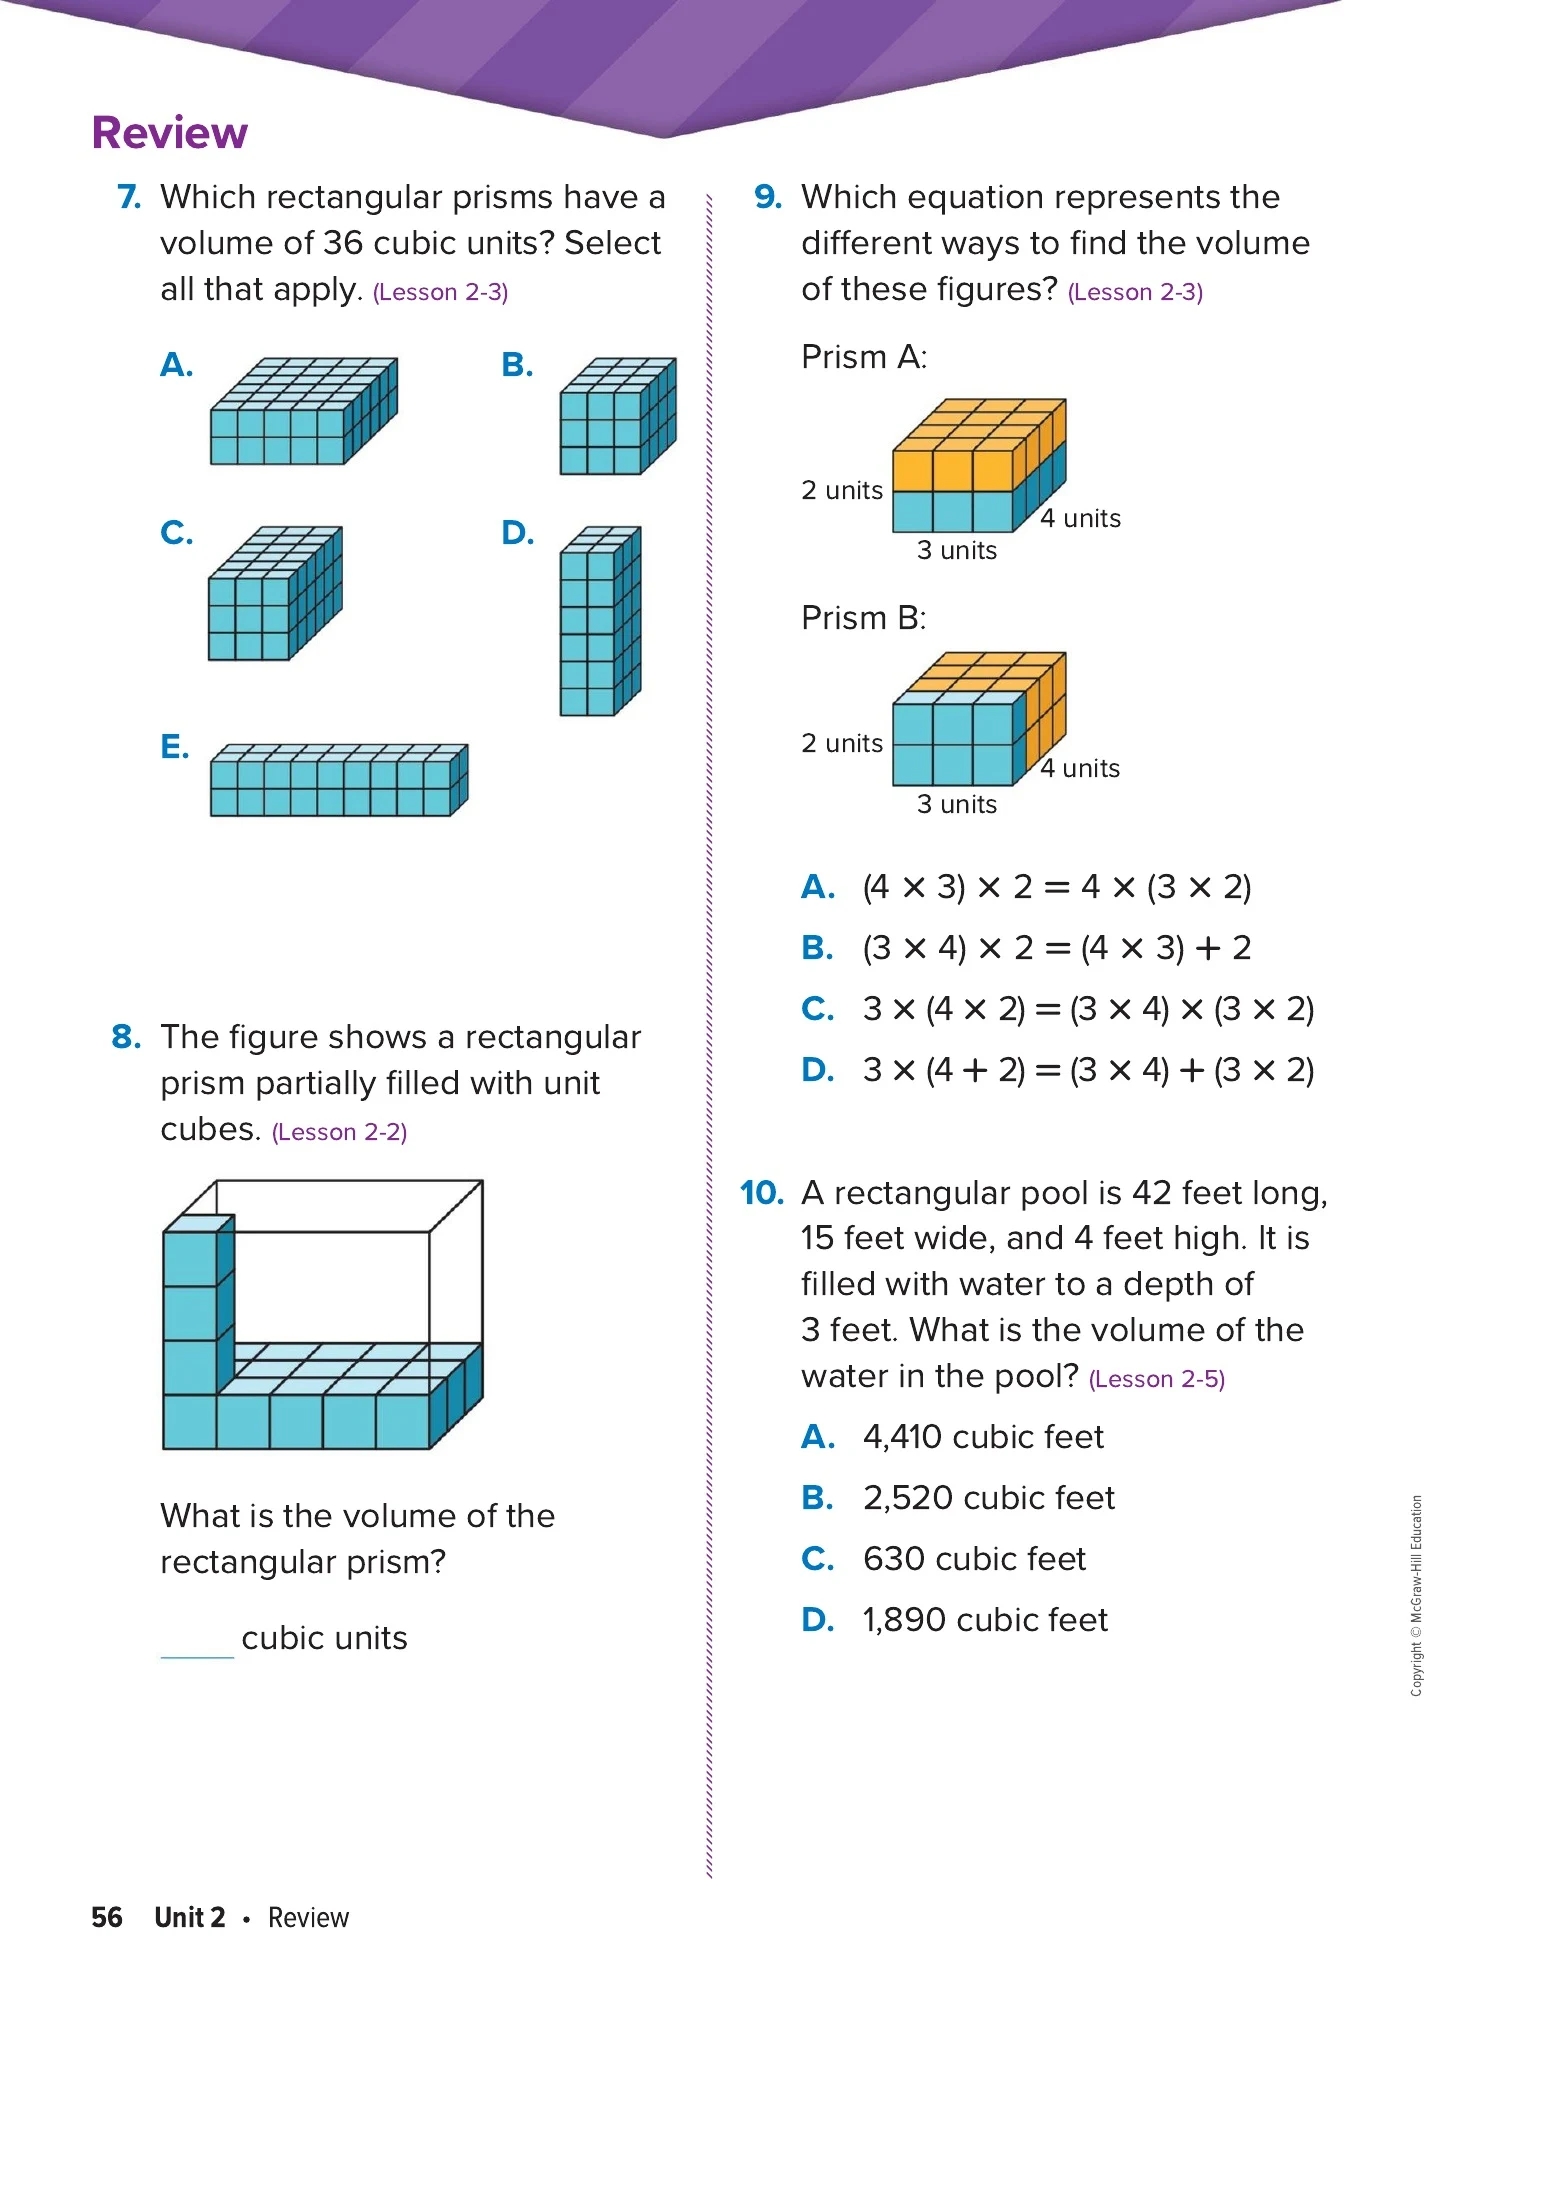 Review
7. Which rectangular prisms have a
volume of 36 cubic units? Select
all that apply. (Lesson 2-3)
A.
B.
C.
D.
E.
8. The figure shows a rectangular
prism partially filled with unit
cubes. (Lesson 2-2)
What is the volume of the
rectangular prism?
_____ cubic units
9. Which equation represents the
different ways to find the volume
of these figures? (Lesson 2-3)
Prism A:
2 units
4 units
3 units
Prism B:
2 units
4 units
3 units
A. (4 × 3) × 2 = 4 × (3 × 2)
B. (3 × 4) × 2 = (4 × 3) + 2
C. 3 × (4 × 2) = (3 × 4) × (3 × 2)
D. 3 × (4 + 2) = (3 × 4) + (3 × 2)
10. A rectangular pool is 42 feet long,
15 feet wide, and 4 feet high. It is
filled with water to a depth of
3 feet. What is the volume of the
water in the pool? (Lesson 2-5)
A. 4,410 cubic feet
B. 2,520 cubic feet
C. 630 cubic feet
D. 1,890 cubic feet
Copyright © McGraw-Hill Education
56 Unit 2 • Review